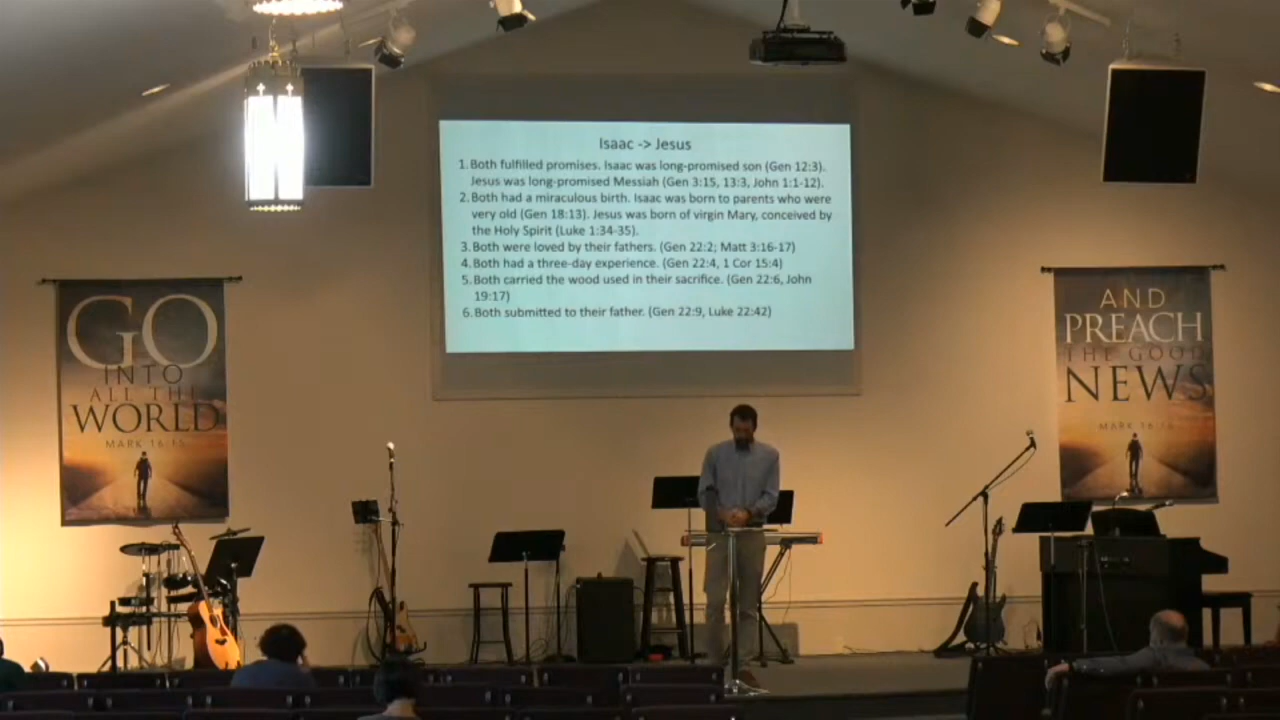 Isaac -> Jesus
1. Both fulfilled promises. Isaac was long-promised son (Gen 12:3).
Jesus was long-promised Messiah (Gen 3:15, 13:3, John 1:1-12).
2. Both had a miraculous birth. Isaac was born to parents who were
very old (Gen 18:13). Jesus was born of virgin Mary, conceived by
the Holy Spirit (Luke 1:34-35).
3. Both were loved by their fathers. (Gen 22:2; Matt 3:16-17)
4. Both had a three-day experience. (Gen 22:4, 1 Cor 15:4)
5. Both carried the wood used in their sacrifice. (Gen 22:6, John
19:17)
6. Both submitted to their father. (Gen 22:9, Luke 22:42)
GO
INTO
ALL THE
WORLD
MARK 16:15
AND
PREACH
THE GOOD
NEWS
MARK 16:15